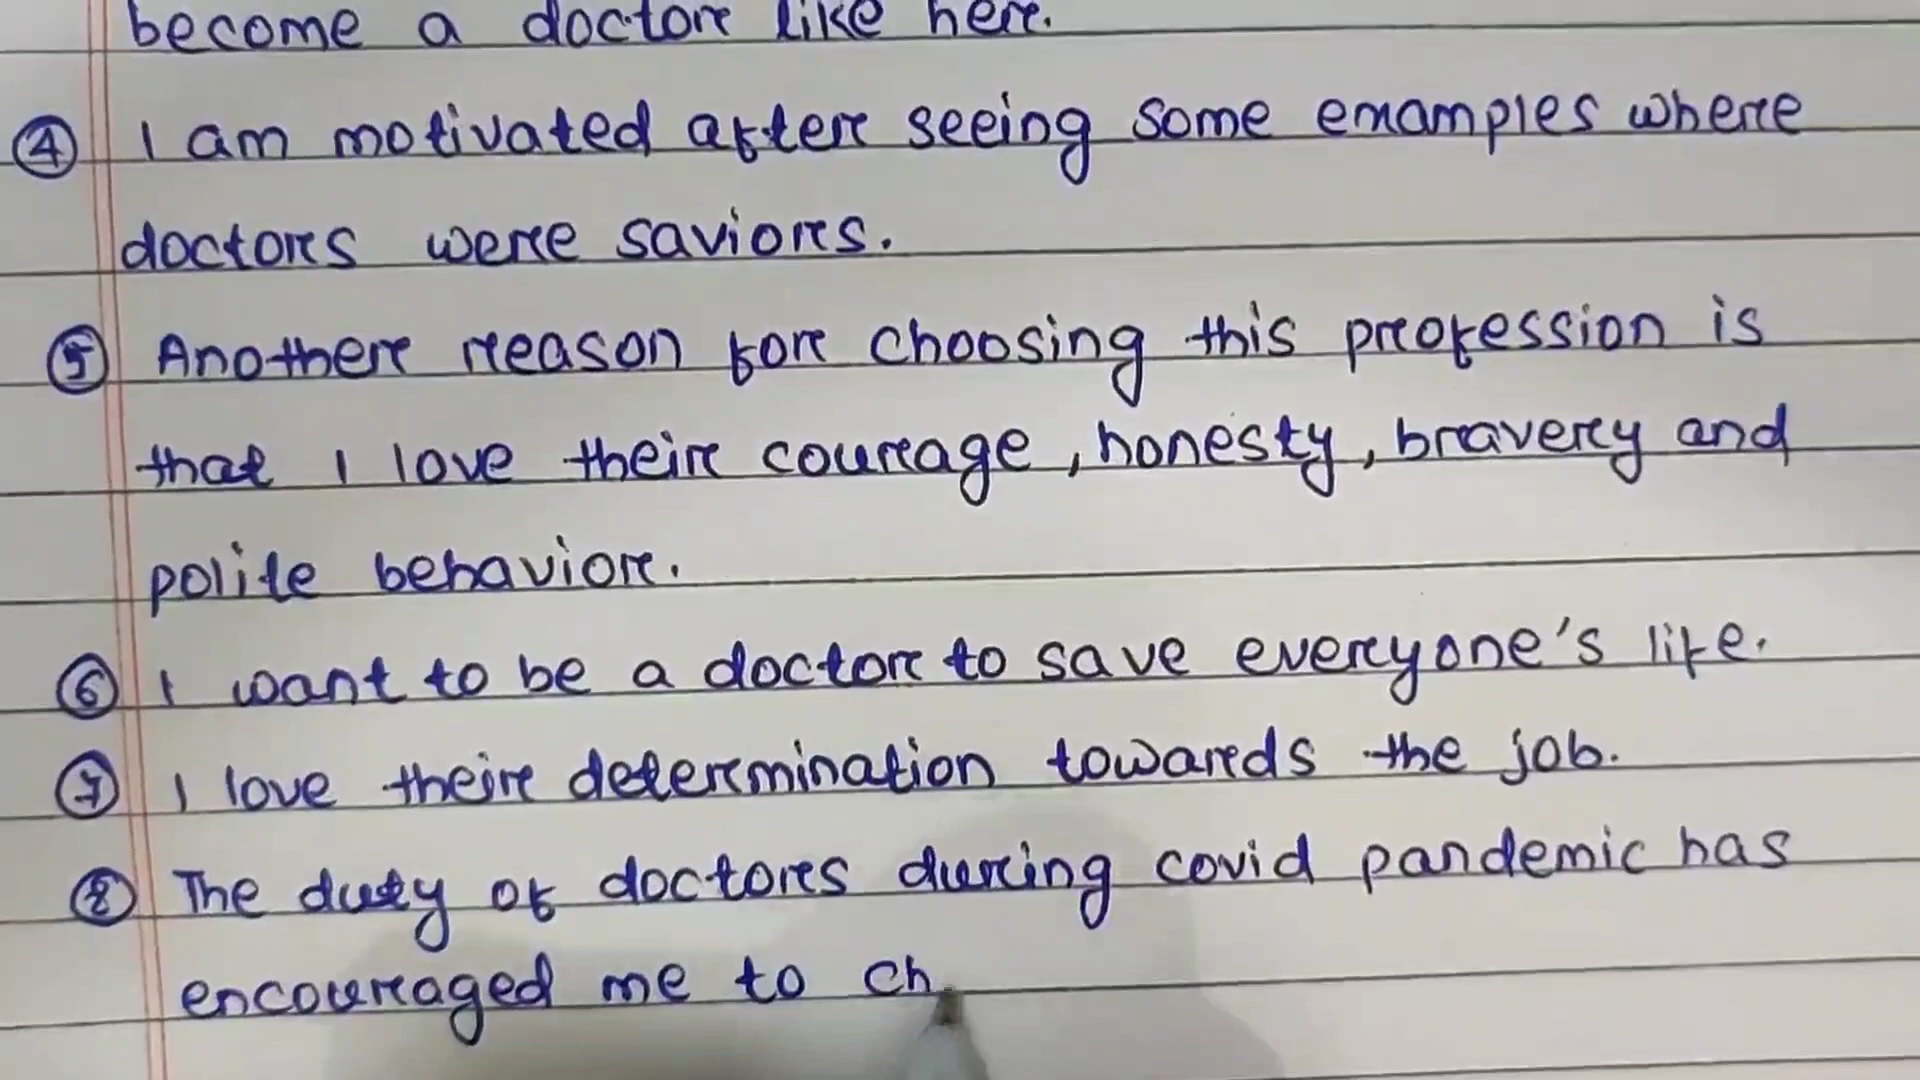 become a doctor like her.
④ I am motivated after seeing some examples where
doctors were saviors.
⑤ Another reason for choosing this profession is
that I love their courage, honesty, bravery and
polite behavior.
⑥ I want to be a doctor to save everyone's life.
⑦ I love their determination towards the job.
⑧ The duty of doctors during covid pandemic has
encouraged me to ch